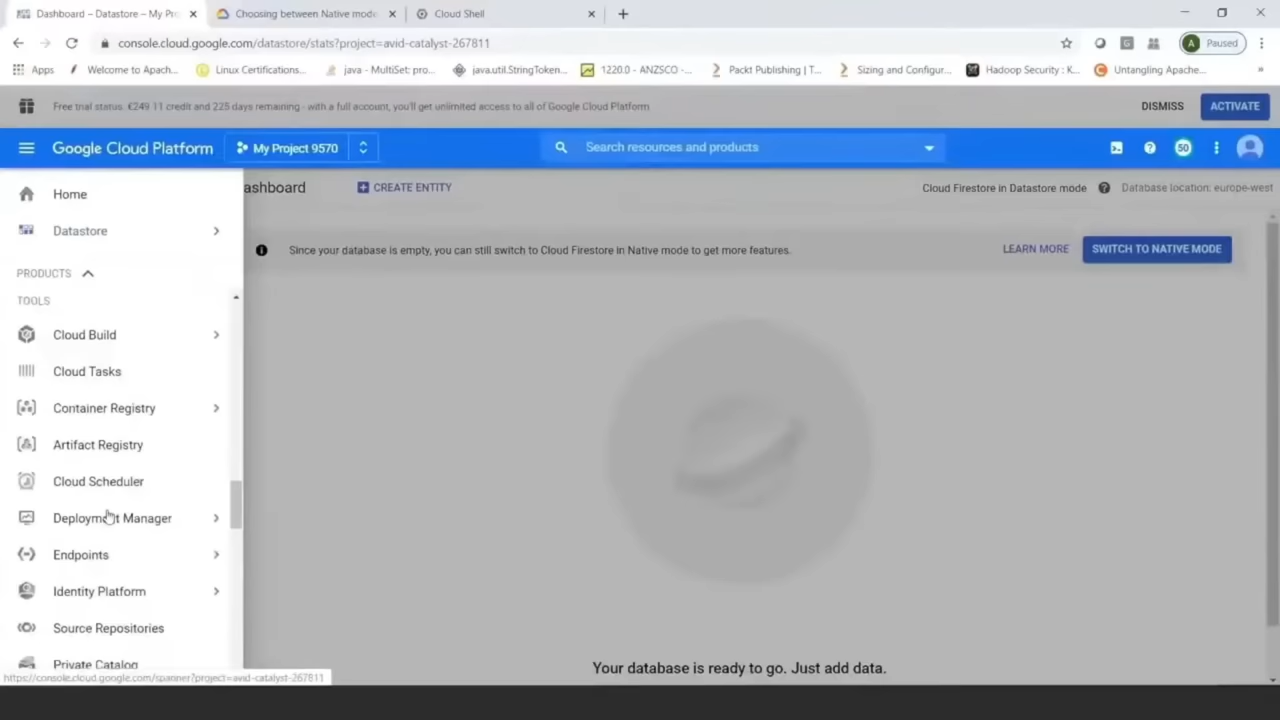 Dashboard – Datastore – My Pro
Choosing between Native mode
Cloud Shell
console.cloud.google.com/datastore/stats?project=avid-catalyst-267811
A Paused
Apps
Welcome to Apach...
Linux Certifications...
java - MultiSet: pro...
java.util.StringToken...
1220.0 - ANZSCO -...
Packt Publishing | T...
Sizing and Configur...
Hadoop Security : K...
Untangling Apache...
»
Free trial status: €249.11 credit and 225 days remaining - with a full account, you'll get unlimited access to all of Google Cloud Platform
DISMISS
ACTIVATE
Google Cloud Platform
My Project 9570
Search resources and products
50
Home
ashboard
CREATE ENTITY
Cloud Firestore in Datastore mode
Database location: europe-west
Datastore
Since your database is empty, you can still switch to Cloud Firestore in Native mode to get more features.
LEARN MORE
SWITCH TO NATIVE MODE
PRODUCTS
TOOLS
Cloud Build
Cloud Tasks
Container Registry
Artifact Registry
Cloud Scheduler
Deployment Manager
Endpoints
Identity Platform
Source Repositories
Private Catalog
Your database is ready to go. Just add data.
https://console.cloud.google.com/spanner?project=avid-catalyst-267811